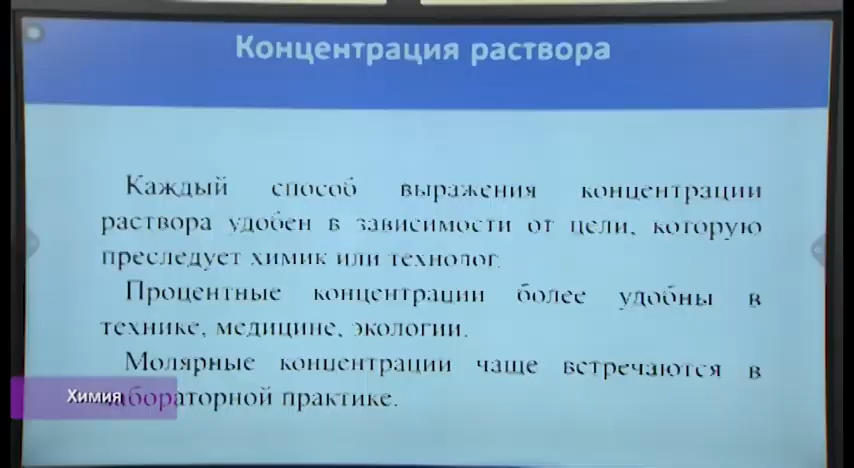 Концентрация раствора
Каждый способ выражения концентрации
раствора удобен в зависимости от цели, которую
преследует химик или технолог.
Процентные концентрации более удобны в
технике, медицине, экологии.
Молярные концентрации чаще встречаются в
Химия
лабораторной практике.